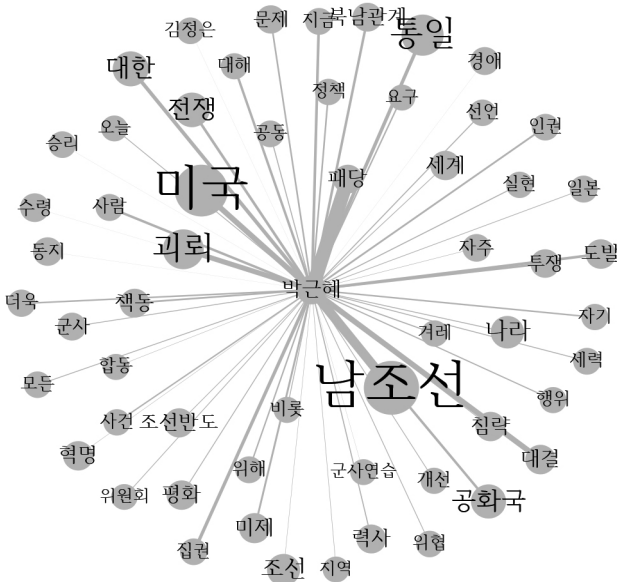 김정은
문제
지금
북남관계
통일
대한
대해
정책
경애
전쟁
요구
오늘
공동
선언
인권
승리
미국
패당
세계
실현
일본
수령
사람
동지
괴뢰
자주
투쟁
도발
박근혜
더욱
책동
군사
겨레
나라
자기
모든
합동
남조선
세력
행위
사건
조선반도
비롯
침략
혁명
위해
군사연습
개선
대결
위원회
평화
공화국
미제
력사
위협
집권
조선
지역